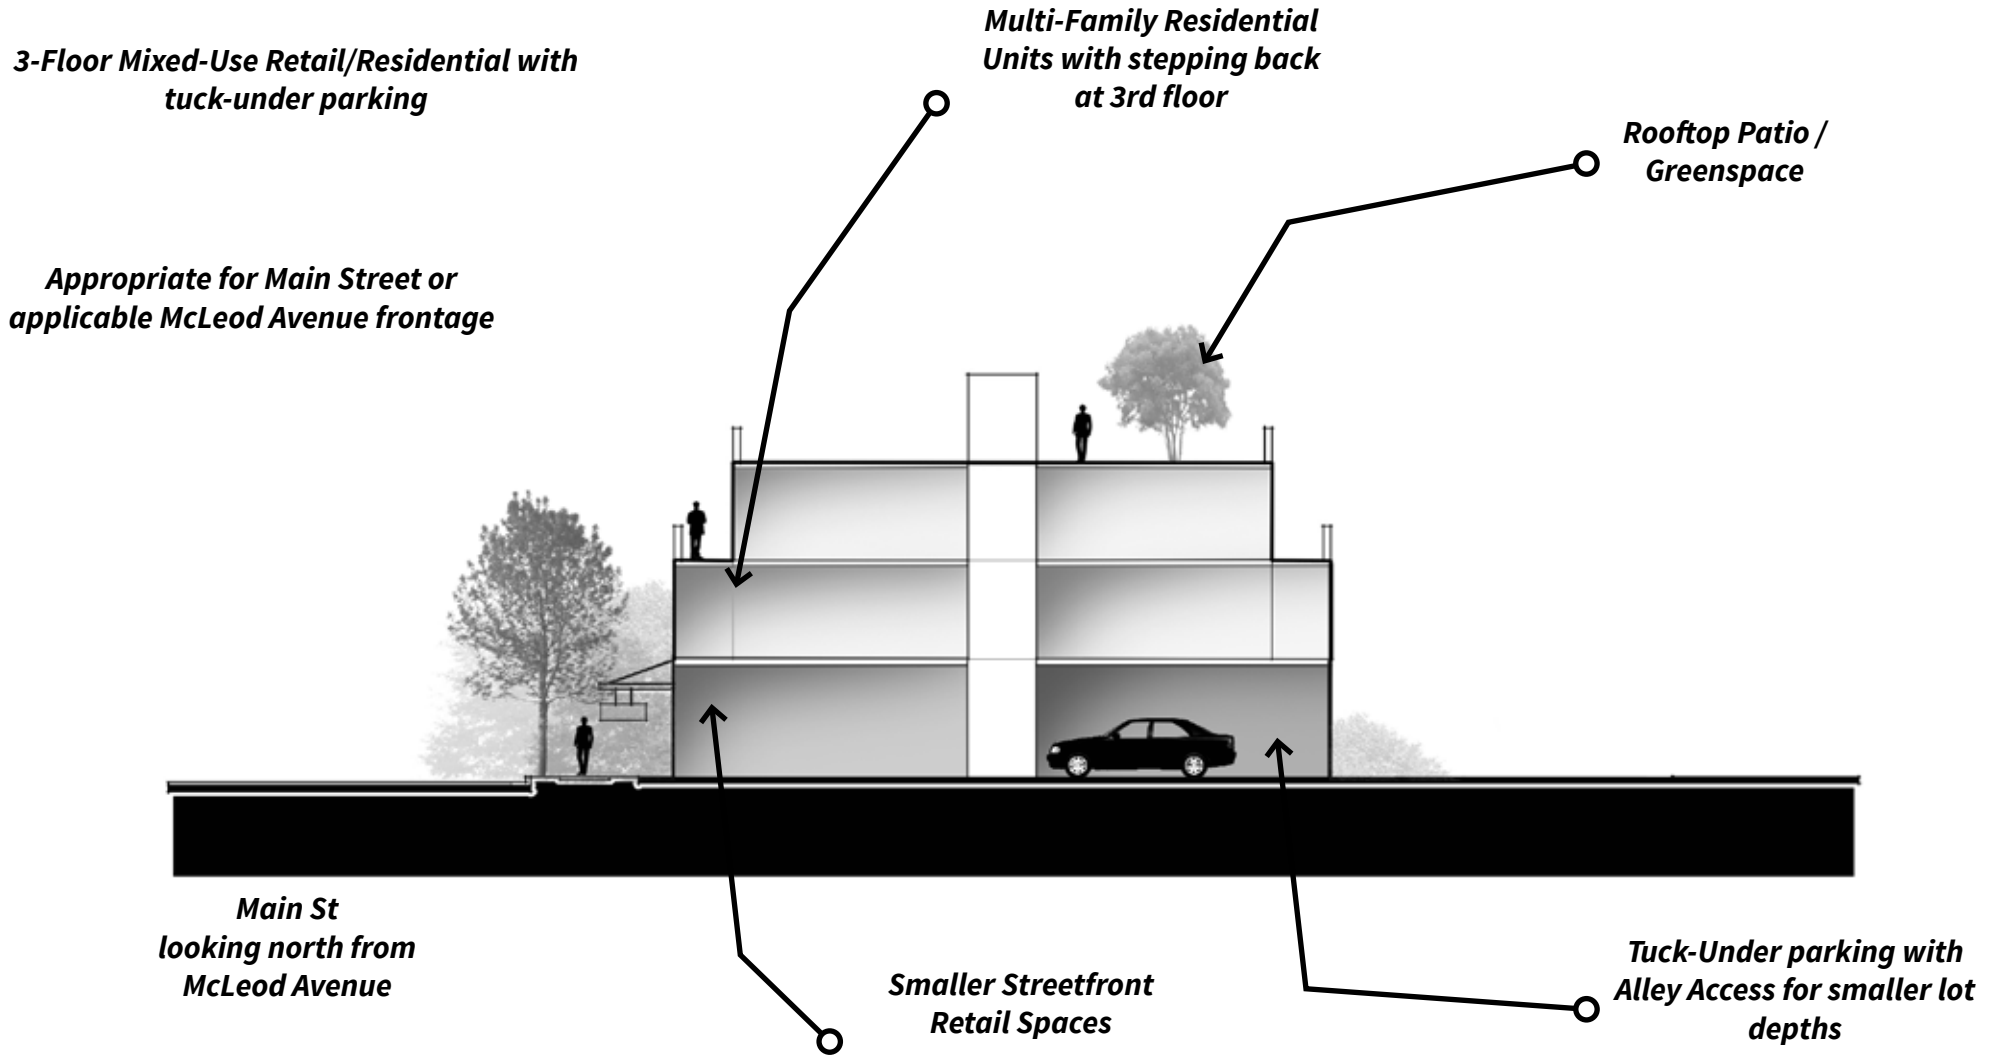 3-Floor Mixed-Use Retail/Residential with
tuck-under parking
Multi-Family Residential
Units with stepping back
at 3rd floor
Rooftop Patio /
Greenspace
Appropriate for Main Street or
applicable McLeod Avenue frontage
Main St
looking north from
McLeod Avenue
Smaller Streetfront
Retail Spaces
Tuck-Under parking with
Alley Access for smaller lot
depths